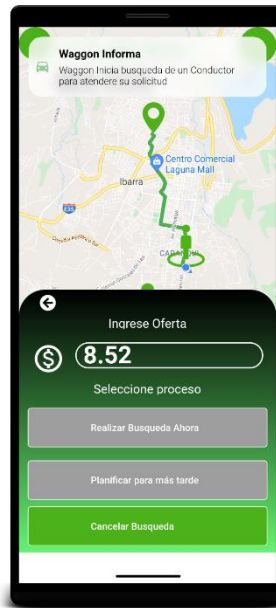 Waggon Informa
Waggon Inicia busqueda de un Conductor
para atendere su solicitud
Centro Comercial
Laguna Mall
Ibarra
E35
Ingrese Oferta
$ 8.52
Seleccione proceso
Realizar Busqueda Ahora
Planificar para más tarde
Cancelar Busqueda